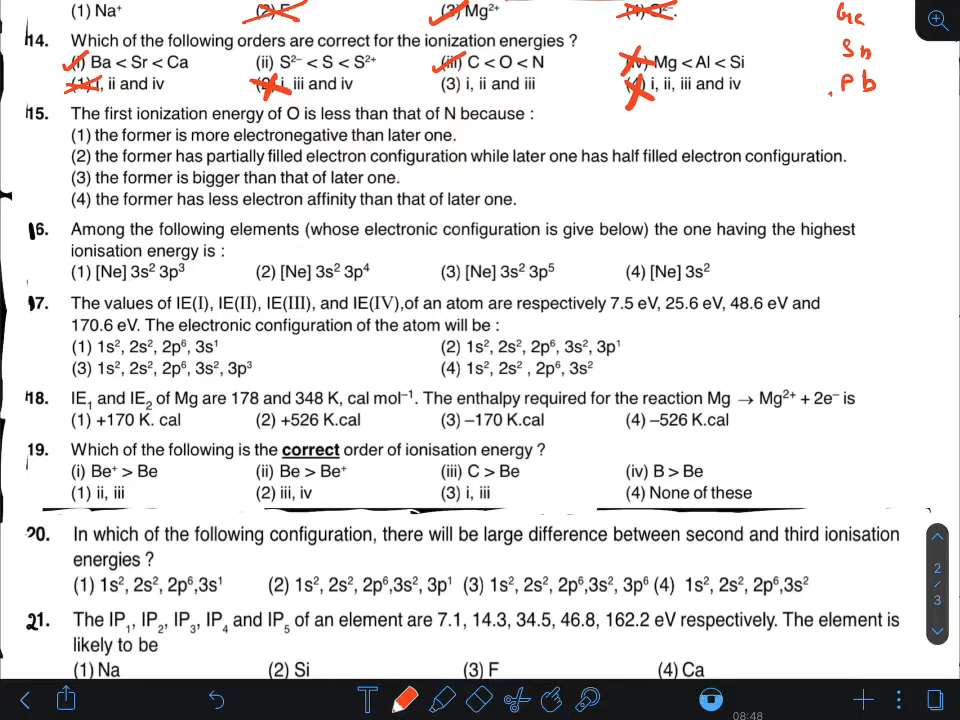 (1) Na⁺ (2) F⁻ (3) Mg²⁺ (4) O²⁻.
Ge
14. Which of the following orders are correct for the ionization energies ?
Sn
(i) Ba < Sr < Ca (ii) S²⁻ < S < S²⁺ (iii) C < O < N (iv) Mg < Al < Si
(1) i, ii and iv (2) i, iii and iv (3) i, ii and iii (4) i, ii, iii and iv
Pb
15. The first ionization energy of O is less than that of N because :
(1) the former is more electronegative than later one.
(2) the former has partially filled electron configuration while later one has half filled electron configuration.
(3) the former is bigger than that of later one.
(4) the former has less electron affinity than that of later one.
16. Among the following elements (whose electronic configuration is give below) the one having the highest
ionisation energy is :
(1) [Ne] 3s² 3p³ (2) [Ne] 3s² 3p⁴ (3) [Ne] 3s² 3p⁵ (4) [Ne] 3s²
17. The values of IE(I), IE(II), IE(III), and IE(IV),of an atom are respectively 7.5 eV, 25.6 eV, 48.6 eV and
170.6 eV. The electronic configuration of the atom will be :
(1) 1s², 2s², 2p⁶, 3s¹ (2) 1s², 2s², 2p⁶, 3s², 3p¹
(3) 1s², 2s², 2p⁶, 3s², 3p³ (4) 1s², 2s² , 2p⁶, 3s²
18. IE₁ and IE₂ of Mg are 178 and 348 K, cal mol⁻¹. The enthalpy required for the reaction Mg → Mg²⁺ + 2e⁻ is
(1) +170 K. cal (2) +526 K.cal (3) –170 K.cal (4) –526 K.cal
19. Which of the following is the correct order of ionisation energy ?
(i) Be⁺ > Be (ii) Be > Be⁺ (iii) C > Be (iv) B > Be
(1) ii, iii (2) iii, iv (3) i, iii (4) None of these
20. In which of the following configuration, there will be large difference between second and third ionisation
energies ?
(1) 1s², 2s², 2p⁶,3s¹ (2) 1s², 2s², 2p⁶,3s², 3p¹ (3) 1s², 2s², 2p⁶,3s², 3p⁶ (4) 1s², 2s², 2p⁶,3s²
2
/
3
21. The IP₁, IP₂, IP₃, IP₄ and IP₅ of an element are 7.1, 14.3, 34.5, 46.8, 162.2 eV respectively. The element is
likely to be
(1) Na (2) Si (3) F (4) Ca
T
08:48